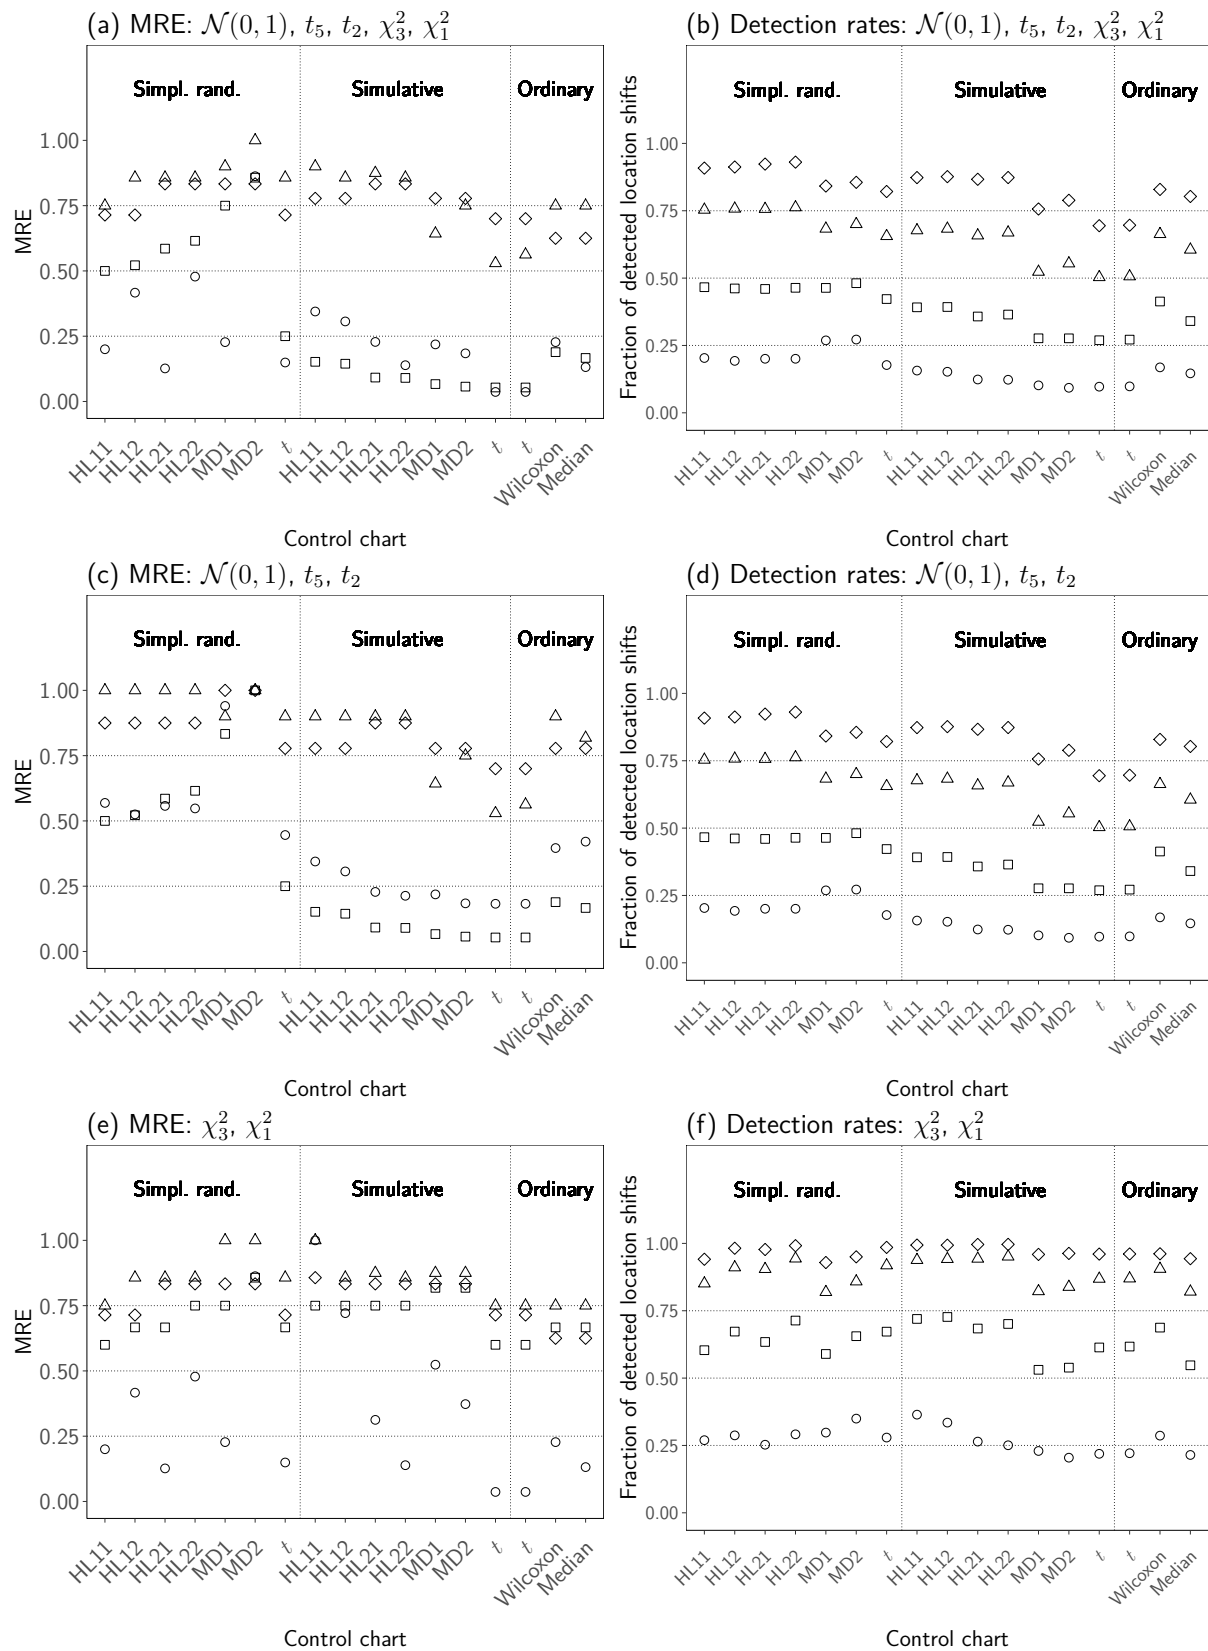 (a) MRE: 𝒩(0, 1), t₅, t₂, χ²₃, χ²₁
Simpl. rand.
Simulative
Ordinary
MRE
1.00
0.75
0.50
0.25
0.00
HL11
HL12
HL21
HL22
MD1
MD2
t
HL11
HL12
HL21
HL22
MD1
MD2
t
t
Wilcoxon
Median
Control chart
(b) Detection rates: 𝒩(0, 1), t₅, t₂, χ²₃, χ²₁
Simpl. rand.
Simulative
Ordinary
Fraction of detected location shifts
1.00
0.75
0.50
0.25
0.00
HL11
HL12
HL21
HL22
MD1
MD2
t
HL11
HL12
HL21
HL22
MD1
MD2
t
t
Wilcoxon
Median
Control chart
(c) MRE: 𝒩(0, 1), t₅, t₂
Simpl. rand.
Simulative
Ordinary
MRE
1.00
0.75
0.50
0.25
0.00
HL11
HL12
HL21
HL22
MD1
MD2
t
HL11
HL12
HL21
HL22
MD1
MD2
t
t
Wilcoxon
Median
Control chart
(d) Detection rates: 𝒩(0, 1), t₅, t₂
Simpl. rand.
Simulative
Ordinary
Fraction of detected location shifts
1.00
0.75
0.50
0.25
0.00
HL11
HL12
HL21
HL22
MD1
MD2
t
HL11
HL12
HL21
HL22
MD1
MD2
t
t
Wilcoxon
Median
Control chart
(e) MRE: χ²₃, χ²₁
Simpl. rand.
Simulative
Ordinary
MRE
1.00
0.75
0.50
0.25
0.00
HL11
HL12
HL21
HL22
MD1
MD2
t
HL11
HL12
HL21
HL22
MD1
MD2
t
t
Wilcoxon
Median
Control chart
(f) Detection rates: χ²₃, χ²₁
Simpl. rand.
Simulative
Ordinary
Fraction of detected location shifts
1.00
0.75
0.50
0.25
0.00
HL11
HL12
HL21
HL22
MD1
MD2
t
HL11
HL12
HL21
HL22
MD1
MD2
t
t
Wilcoxon
Median
Control chart